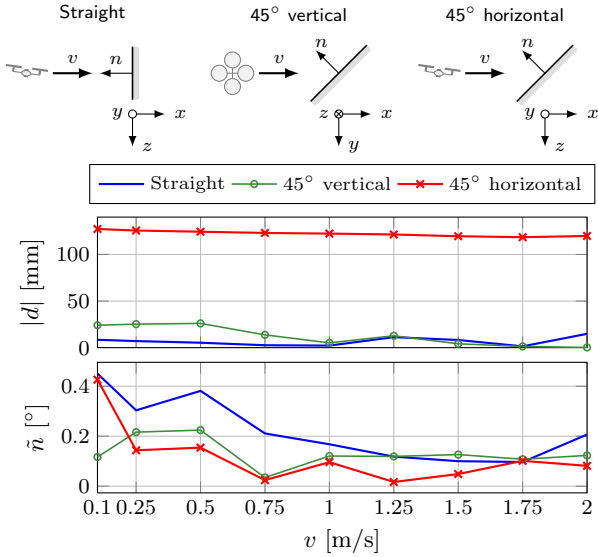 Straight 45° vertical 45° horizontal
v n v n v n
y x z x y x
z y z
Straight 45° vertical 45° horizontal
|d| [mm]
100
50
0
ñ [°]
0.4
0.2
0
0.1 0.25 0.5 0.75 1 1.25 1.5 1.75 2
v [m/s]